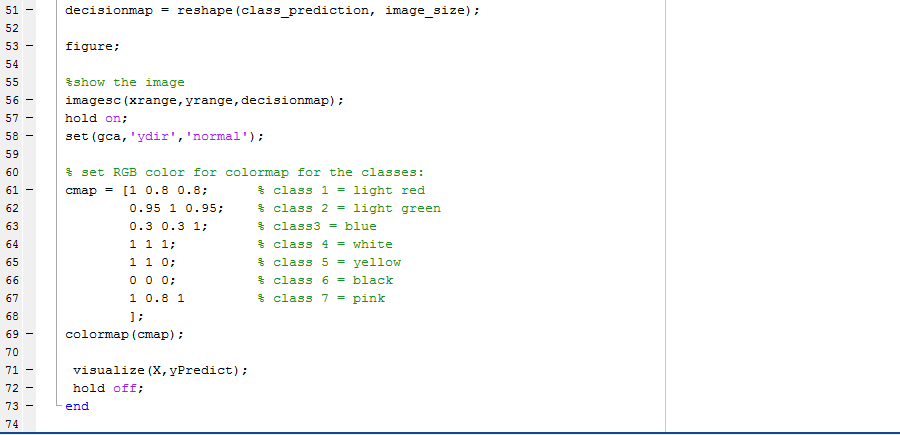 51 – decisionmap = reshape(class_prediction, image_size);
52
53 – figure;
54
55 %show the image
56 – imagesc(xrange,yrange,decisionmap);
57 – hold on;
58 – set(gca,'ydir','normal');
59
60 % set RGB color for colormap for the classes:
61 – cmap = [1 0.8 0.8; % class 1 = light red
62 0.95 1 0.95; % class 2 = light green
63 0.3 0.3 1; % class3 = blue
64 1 1 1; % class 4 = white
65 1 1 0; % class 5 = yellow
66 0 0 0; % class 6 = black
67 1 0.8 1 % class 7 = pink
68 ];
69 – colormap(cmap);
70
71 – visualize(X,yPredict);
72 – hold off;
73 – end
74